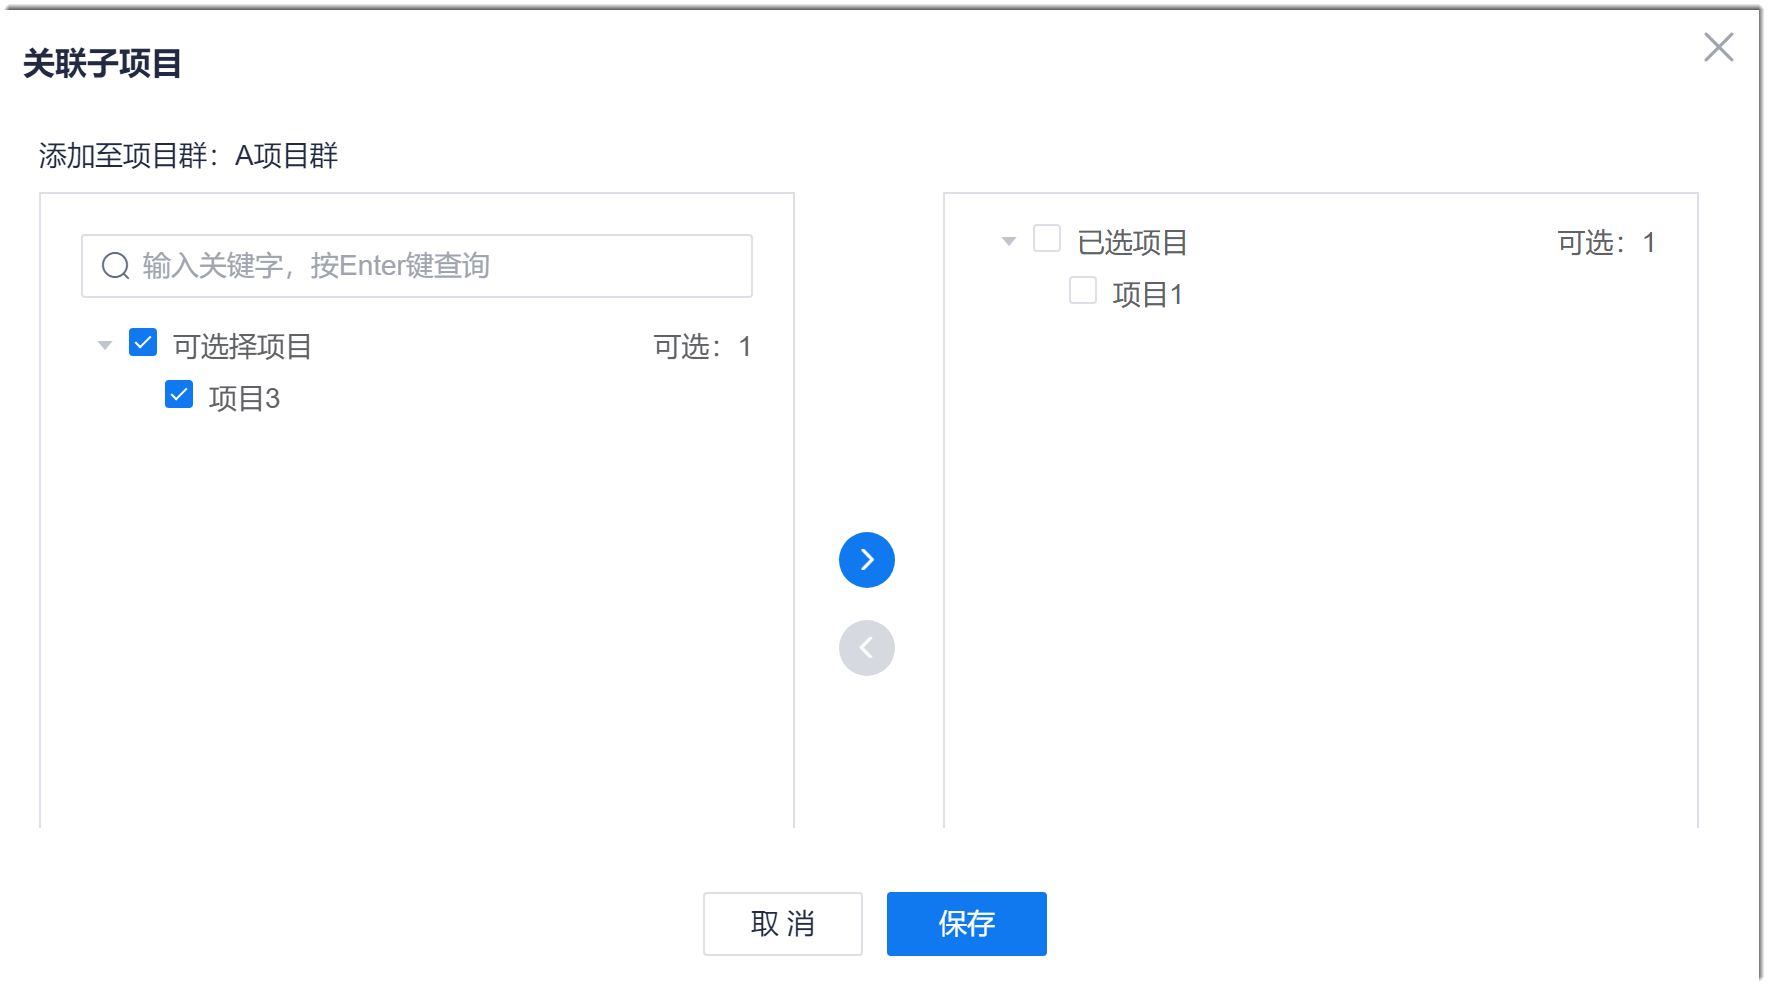 关联子项目
添加至项目群：A项目群
输入关键字，按Enter键查询
可选择项目 可选：1
项目3
已选项目 可选：1
项目1
取 消 保存